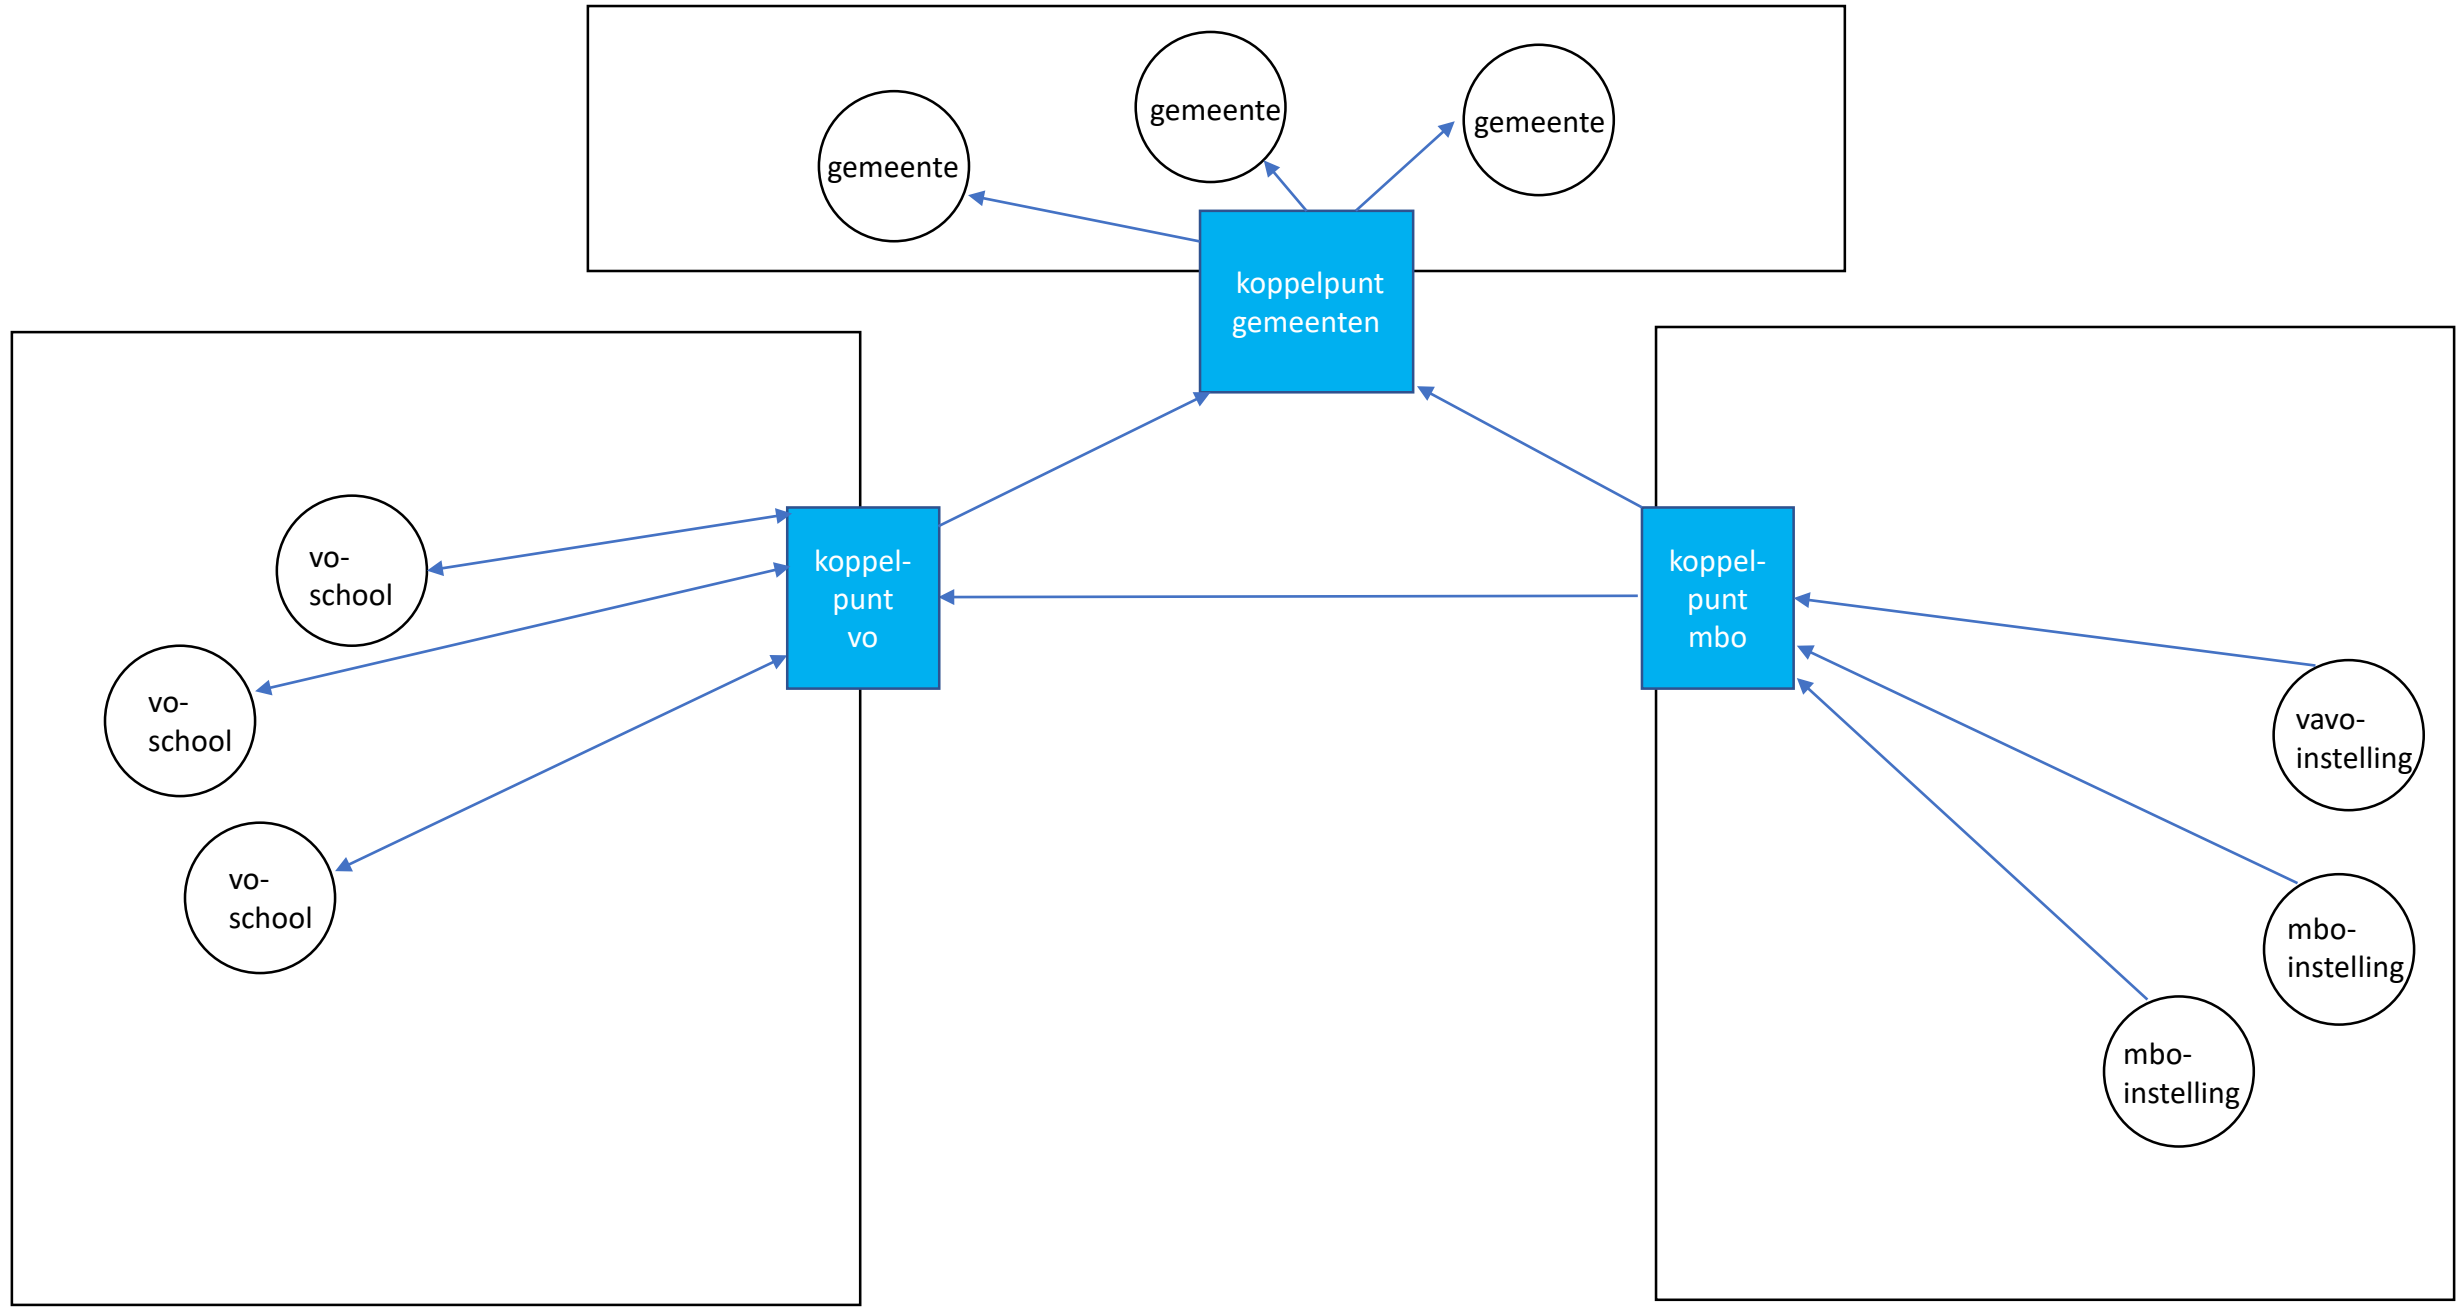 gemeente
gemeente
gemeente
koppelpunt
gemeenten
vo-
school
vo-
school
vo-
school
koppel-
punt
vo
koppel-
punt
mbo
vavo-
instelling
mbo-
instelling
mbo-
instelling